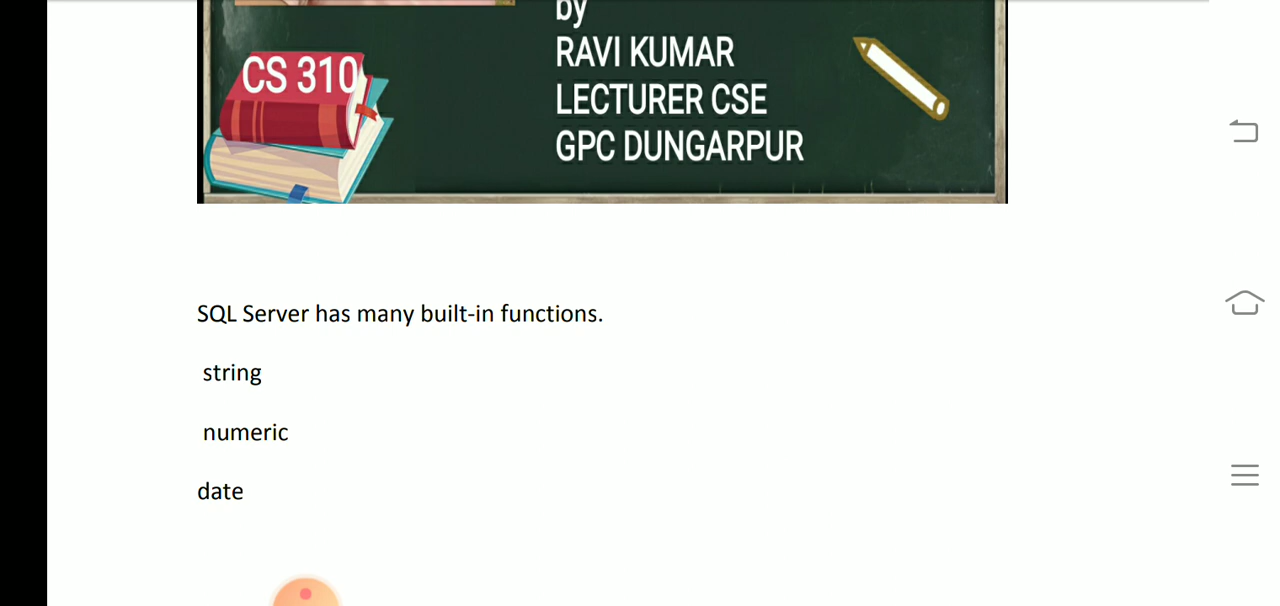 by
RAVI KUMAR
CS 310
LECTURER CSE
GPC DUNGARPUR
SQL Server has many built-in functions.
string
numeric
date